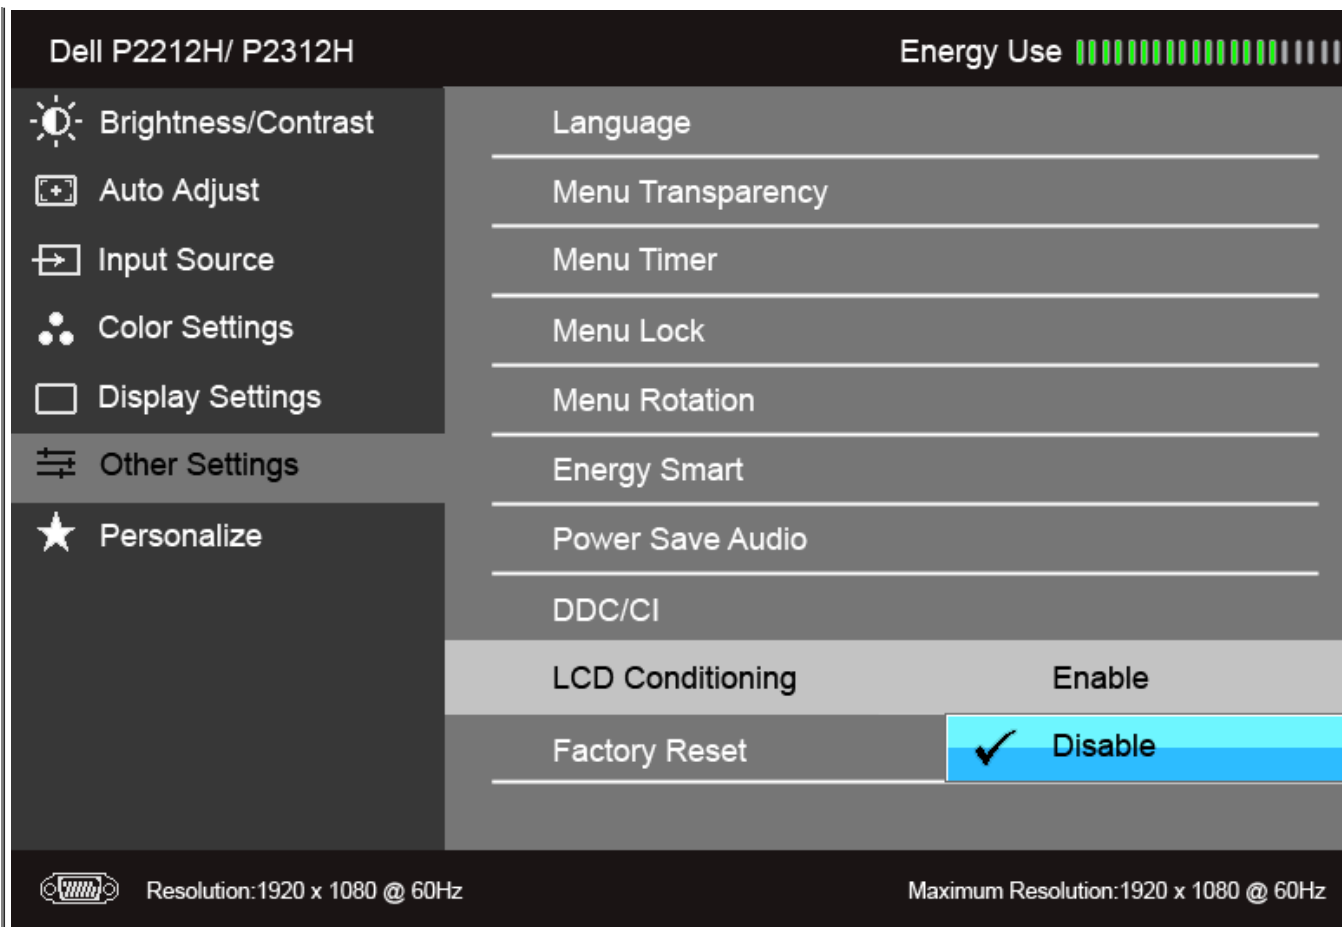 Dell P2212H/ P2312H
Energy Use
Brightness/Contrast
Auto Adjust
Input Source
Color Settings
Display Settings
Other Settings
Personalize
Language
Menu Transparency
Menu Timer
Menu Lock
Menu Rotation
Energy Smart
Power Save Audio
DDC/CI
LCD Conditioning
Enable
Factory Reset
Disable
Resolution:1920 x 1080 @ 60Hz
Maximum Resolution:1920 x 1080 @ 60Hz